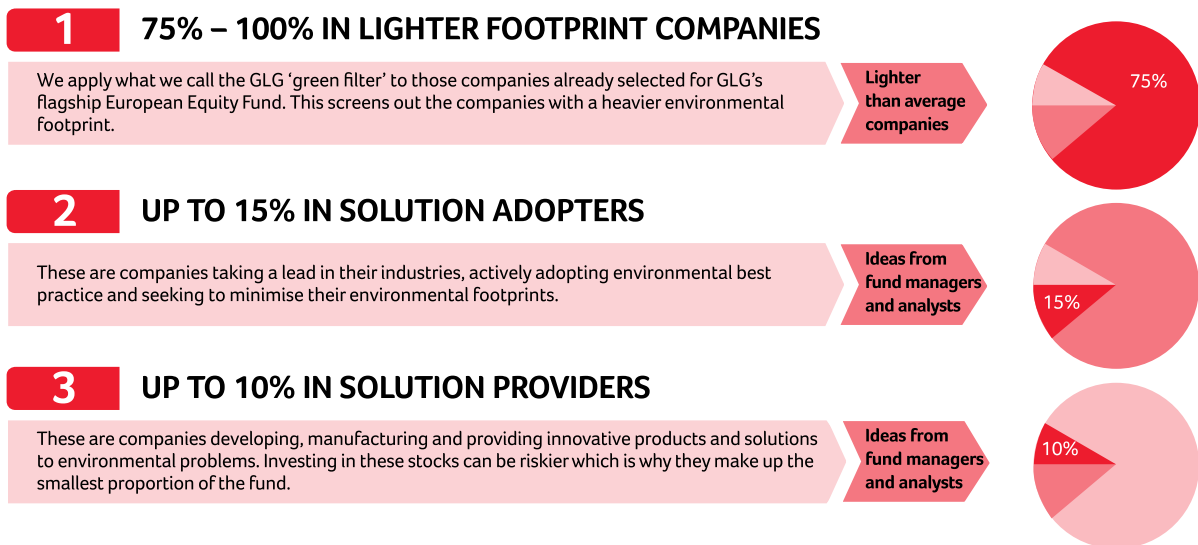 1
75% – 100% IN LIGHTER FOOTPRINT COMPANIES
We apply what we call the GLG ‘green filter’ to those companies already selected for GLG’s
flagship European Equity Fund. This screens out the companies with a heavier environmental
footprint.
Lighter
than average
companies
75%
2
UP TO 15% IN SOLUTION ADOPTERS
These are companies taking a lead in their industries, actively adopting environmental best
practice and seeking to minimise their environmental footprints.
Ideas from
fund managers
and analysts
15%
3
UP TO 10% IN SOLUTION PROVIDERS
These are companies developing, manufacturing and providing innovative products and solutions
to environmental problems. Investing in these stocks can be riskier which is why they make up the
smallest proportion of the fund.
Ideas from
fund managers
and analysts
10%